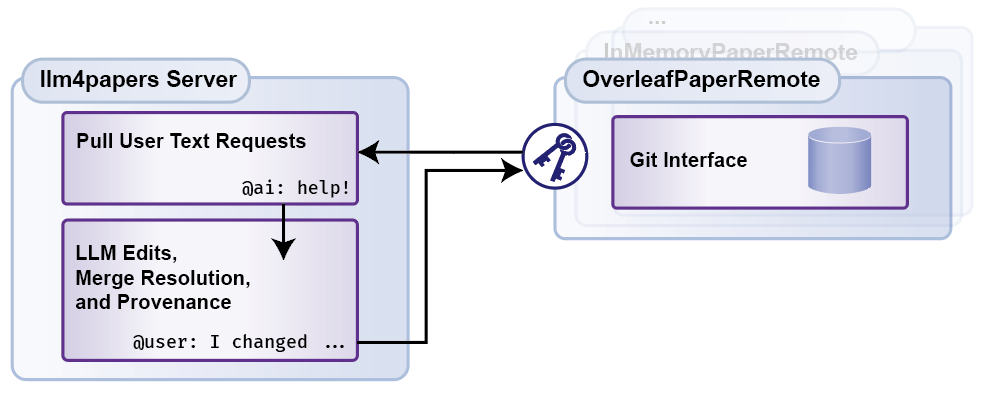 ...
InMemoryPaperRemote
llm4papers Server
OverleafPaperRemote
Pull User Text Requests
@ai: help!
Git Interface
LLM Edits,
Merge Resolution,
and Provenance
@user: I changed ...